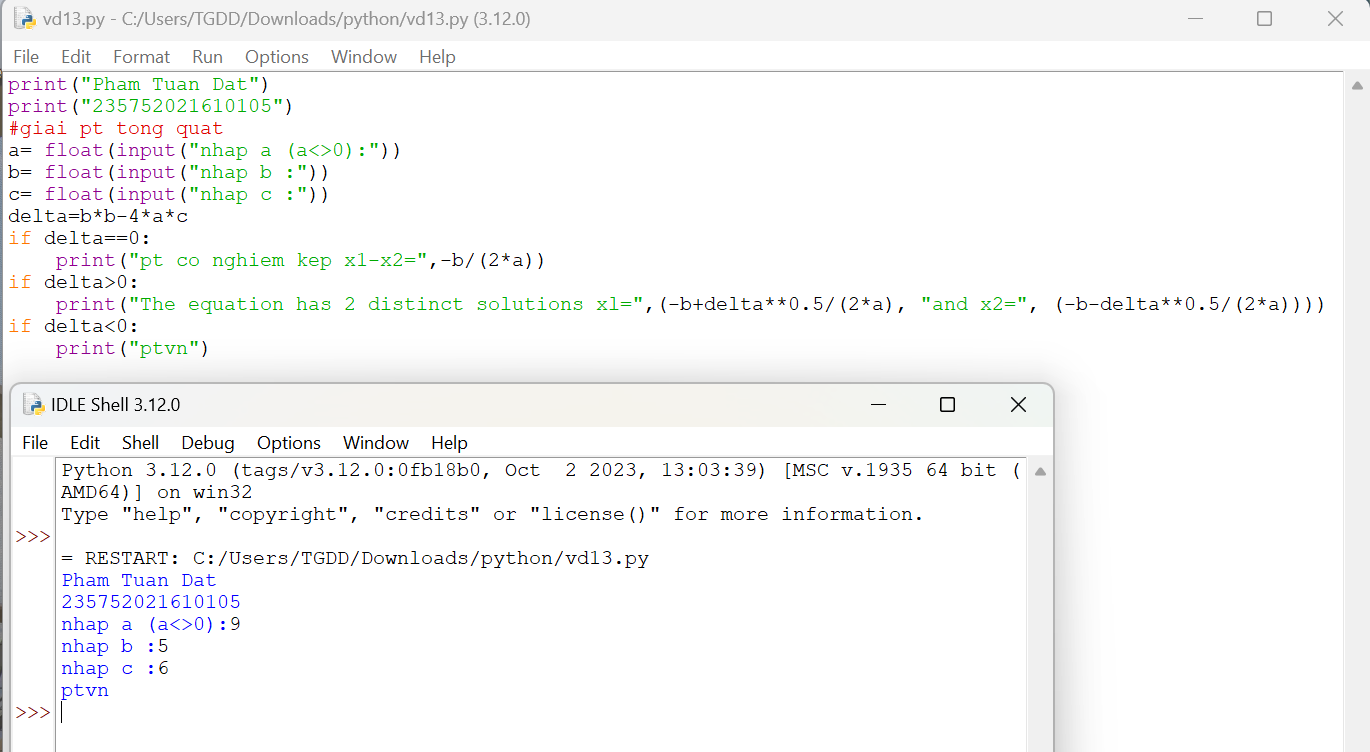 vd13.py - C:/Users/TGDD/Downloads/python/vd13.py (3.12.0)
File Edit Format Run Options Window Help
print("Pham Tuan Dat")
print("235752021610105")
#giai pt tong quat
a= float(input("nhap a (a<>0):"))
b= float(input("nhap b :"))
c= float(input("nhap c :"))
delta=b*b-4*a*c
if delta==0:
    print("pt co nghiem kep x1-x2=",-b/(2*a))
if delta>0:
    print("The equation has 2 distinct solutions xl=",(-b+delta**0.5/(2*a), "and x2=", (-b-delta**0.5/(2*a))))
if delta<0:
    print("ptvn")
IDLE Shell 3.12.0
File Edit Shell Debug Options Window Help
Python 3.12.0 (tags/v3.12.0:0fb18b0, Oct  2 2023, 13:03:39) [MSC v.1935 64 bit (
AMD64)] on win32
Type "help", "copyright", "credits" or "license()" for more information.
>>>
= RESTART: C:/Users/TGDD/Downloads/python/vd13.py
Pham Tuan Dat
235752021610105
nhap a (a<>0):9
nhap b :5
nhap c :6
ptvn
>>>